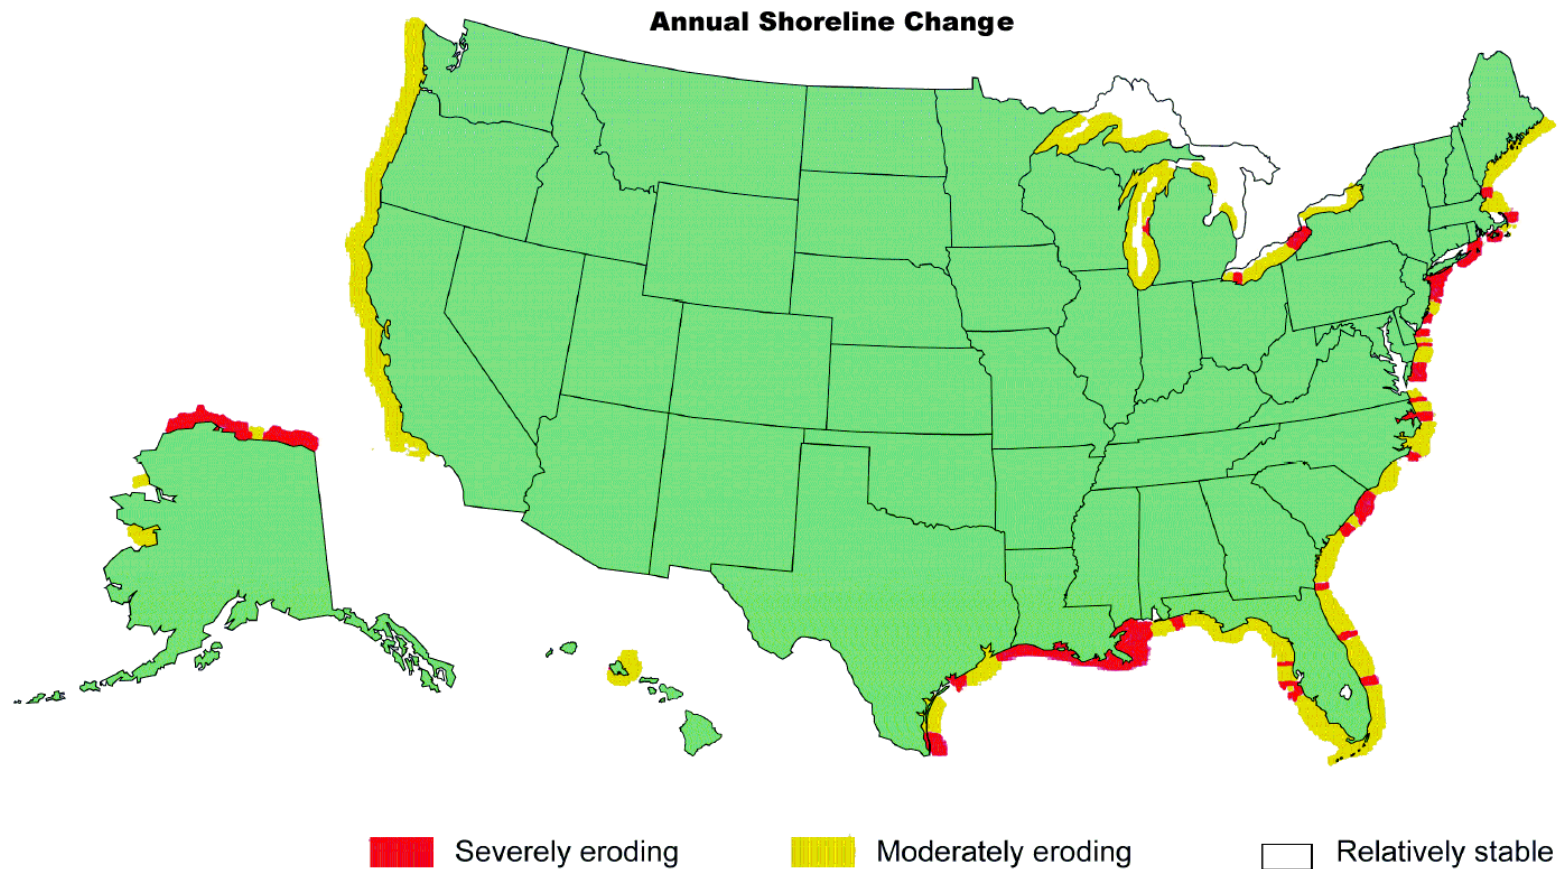 Annual Shoreline Change
Severely eroding
Moderately eroding
Relatively stable